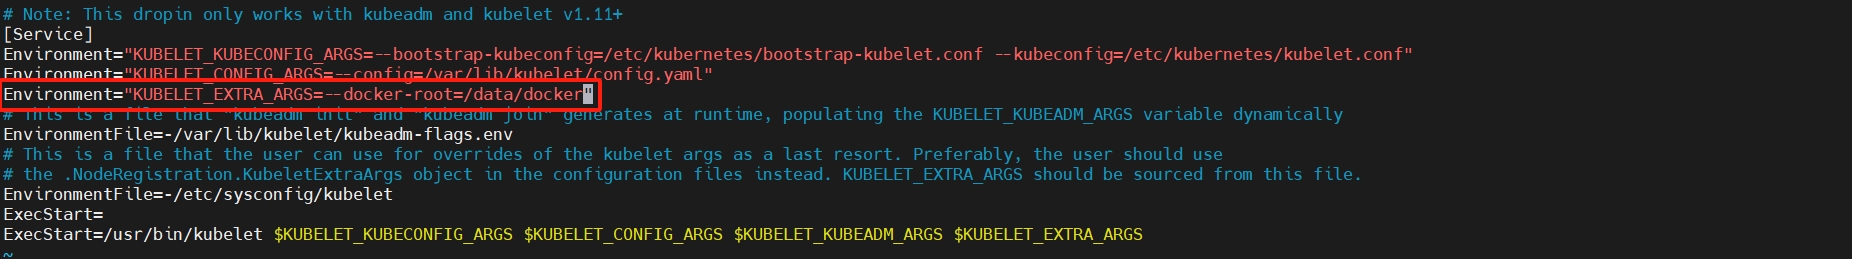 # Note: This dropin only works with kubeadm and kubelet v1.11+
[Service]
Environment="KUBELET_KUBECONFIG_ARGS=--bootstrap-kubeconfig=/etc/kubernetes/bootstrap-kubelet.conf --kubeconfig=/etc/kubernetes/kubelet.conf"
Environment="KUBELET_CONFIG_ARGS=--config=/var/lib/kubelet/config.yaml"
Environment="KUBELET_EXTRA_ARGS=--docker-root=/data/docker"
# This is a file that "kubeadm init" and "kubeadm join" generates at runtime, populating the KUBELET_KUBEADM_ARGS variable dynamically
EnvironmentFile=-/var/lib/kubelet/kubeadm-flags.env
# This is a file that the user can use for overrides of the kubelet args as a last resort. Preferably, the user should use
# the .NodeRegistration.KubeletExtraArgs object in the configuration files instead. KUBELET_EXTRA_ARGS should be sourced from this file.
EnvironmentFile=-/etc/sysconfig/kubelet
ExecStart=
ExecStart=/usr/bin/kubelet $KUBELET_KUBECONFIG_ARGS $KUBELET_CONFIG_ARGS $KUBELET_KUBEADM_ARGS $KUBELET_EXTRA_ARGS
~